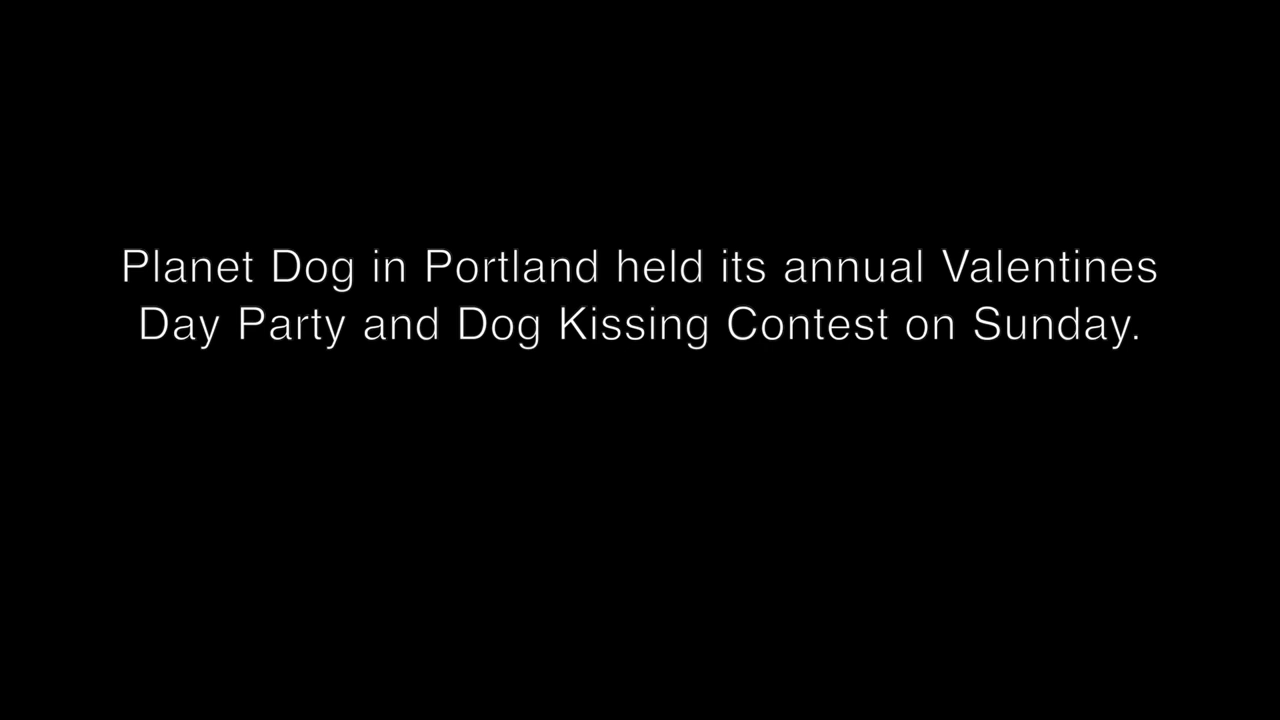 Planet Dog in Portland held its annual Valentines
Day Party and Dog Kissing Contest on Sunday.